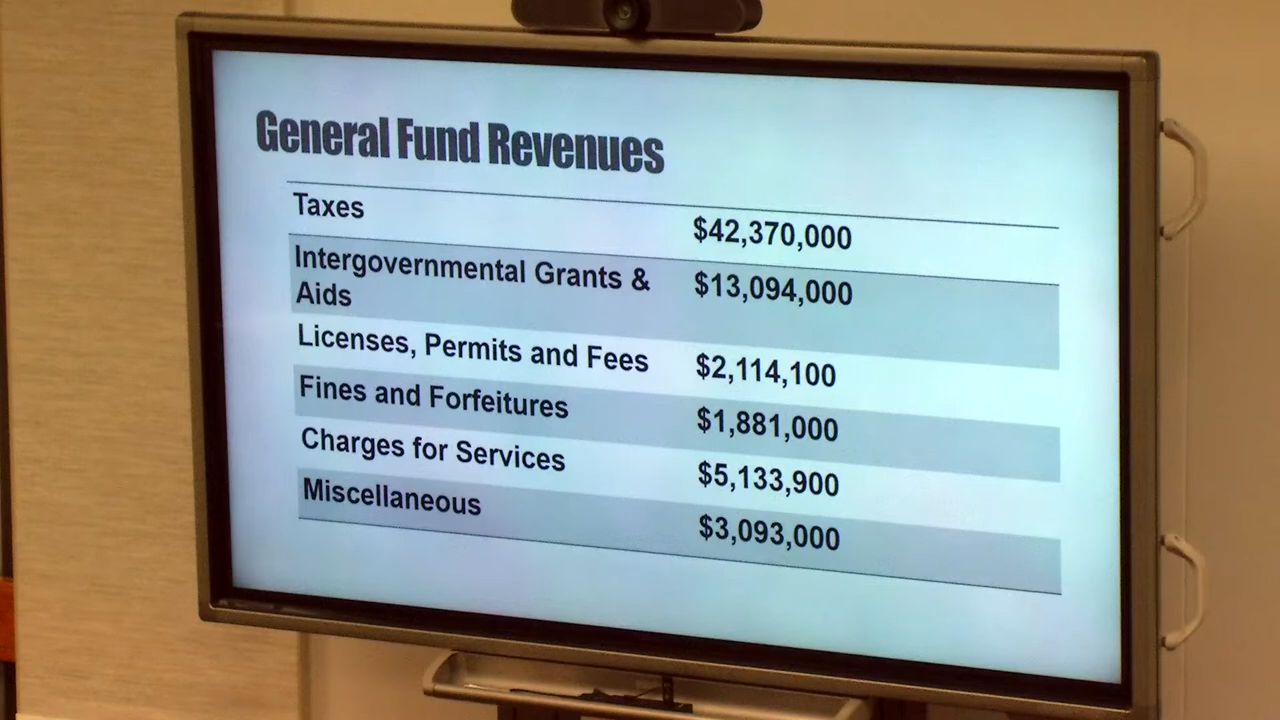 General Fund Revenues
Taxes $42,370,000
Intergovernmental Grants & $13,094,000
Aids
Licenses, Permits and Fees $2,114,100
Fines and Forfeitures $1,881,000
Charges for Services $5,133,900
Miscellaneous $3,093,000